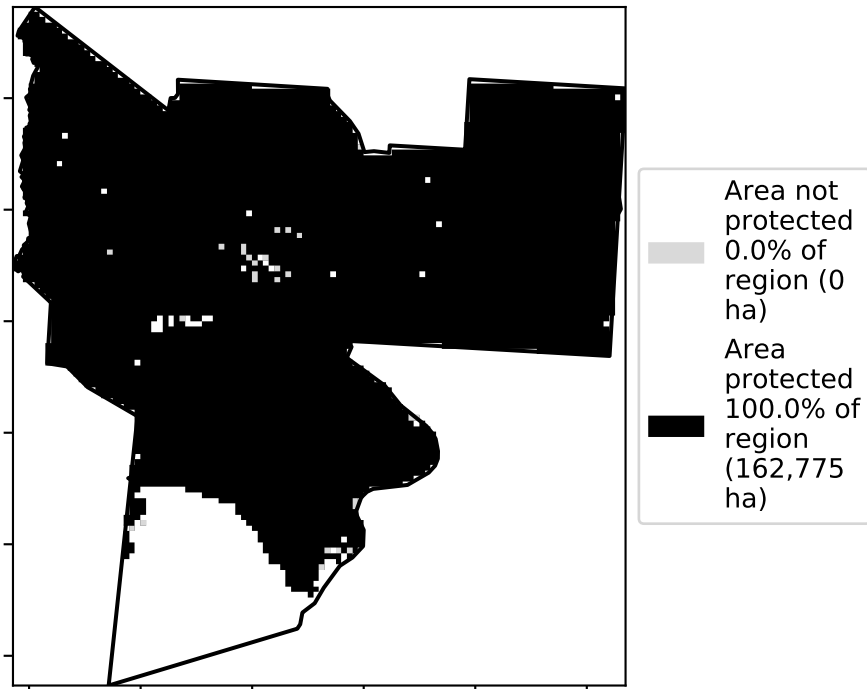 Area not
protected
0.0% of
region (0
ha)
Area
protected
100.0% of
region
(162,775
ha)